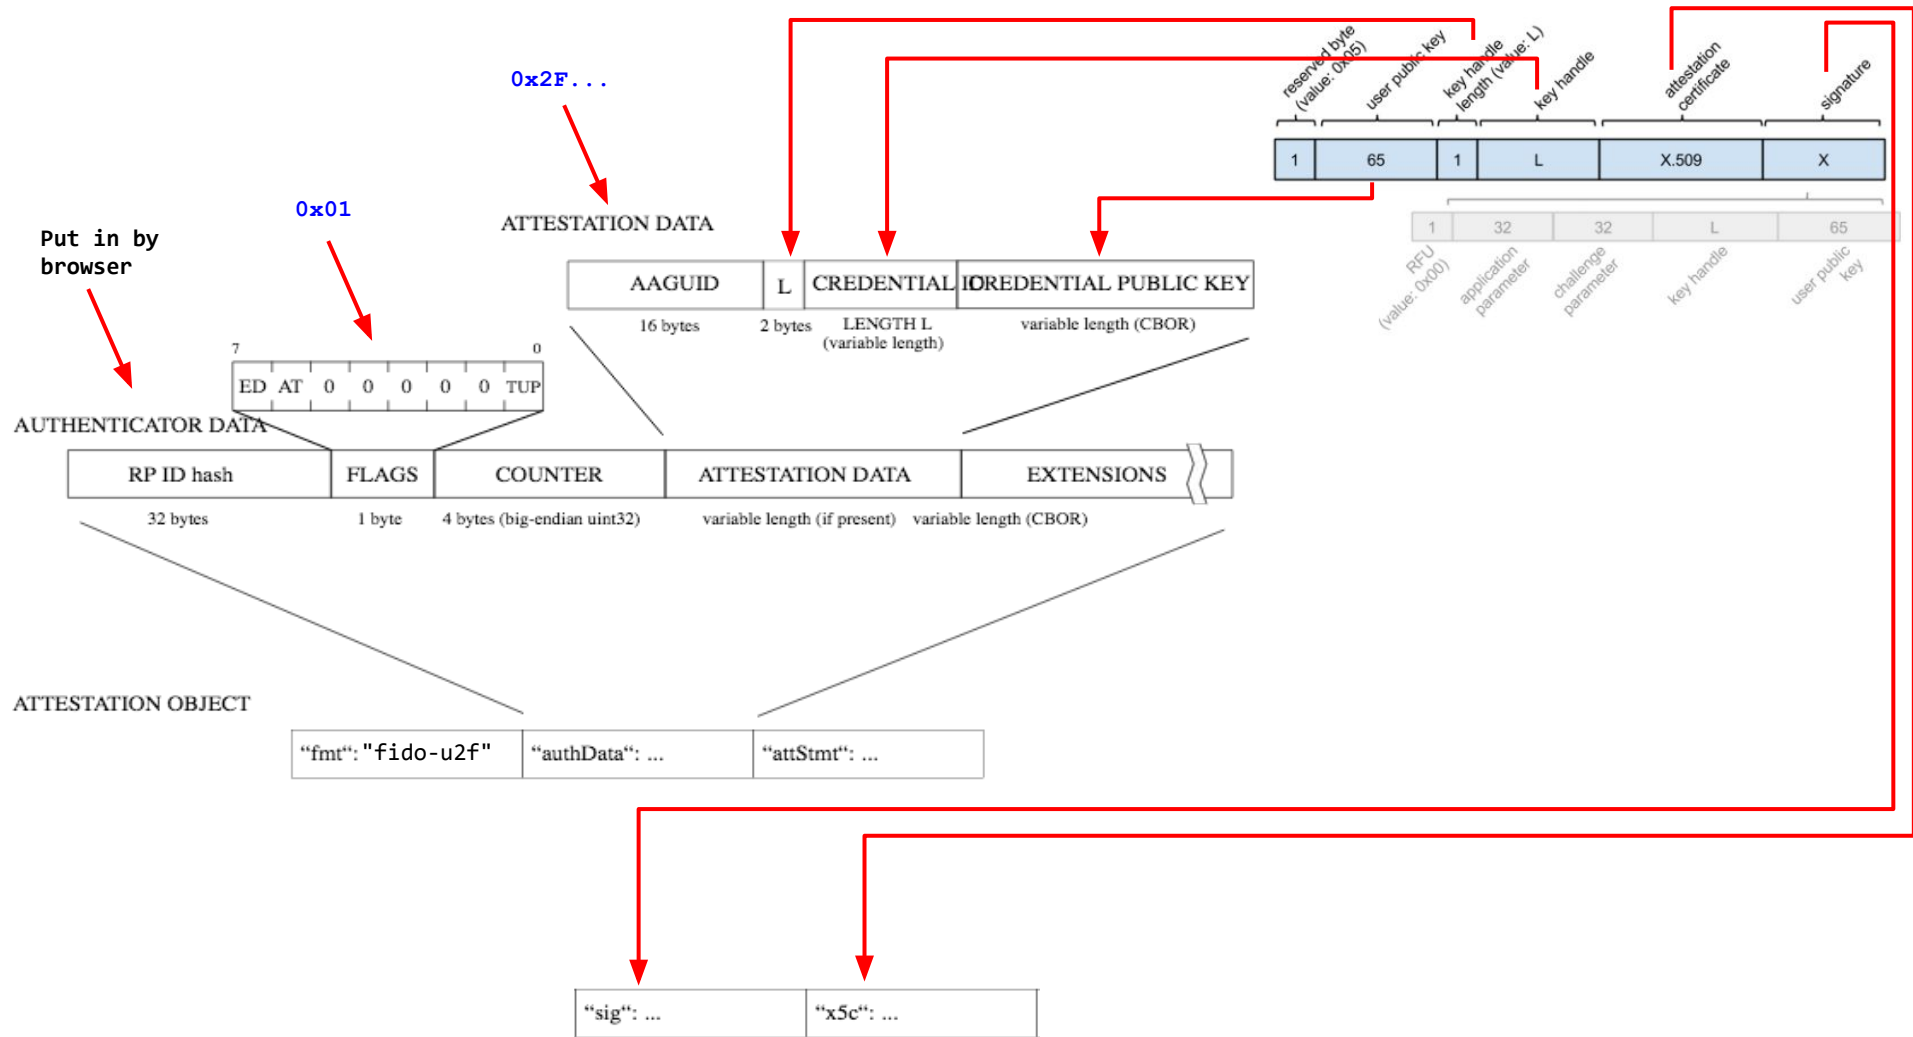 reserved byte
(value: 0x05)
user public key
key handle
length (value: L)
key handle
attestation
certificate
signature
0x2F...
1
65
1
L
X.509
X
0x01
ATTESTATION DATA
Put in by
browser
1
32
32
L
65
RFU
(value: 0x00)
application
parameter
challenge
parameter
key handle
user public
key
AAGUID
L
CREDENTIAL ID
CREDENTIAL PUBLIC KEY
16 bytes
2 bytes
LENGTH L
(variable length)
variable length (CBOR)
7
0
ED AT 0 0 0 0 0 TUP
AUTHENTICATOR DATA
RP ID hash
FLAGS
COUNTER
ATTESTATION DATA
EXTENSIONS
32 bytes
1 byte
4 bytes (big-endian uint32)
variable length (if present)
variable length (CBOR)
ATTESTATION OBJECT
“fmt“: "fido-u2f"
“authData“: ...
“attStmt“: ...
“sig“: ...
“x5c“: ...